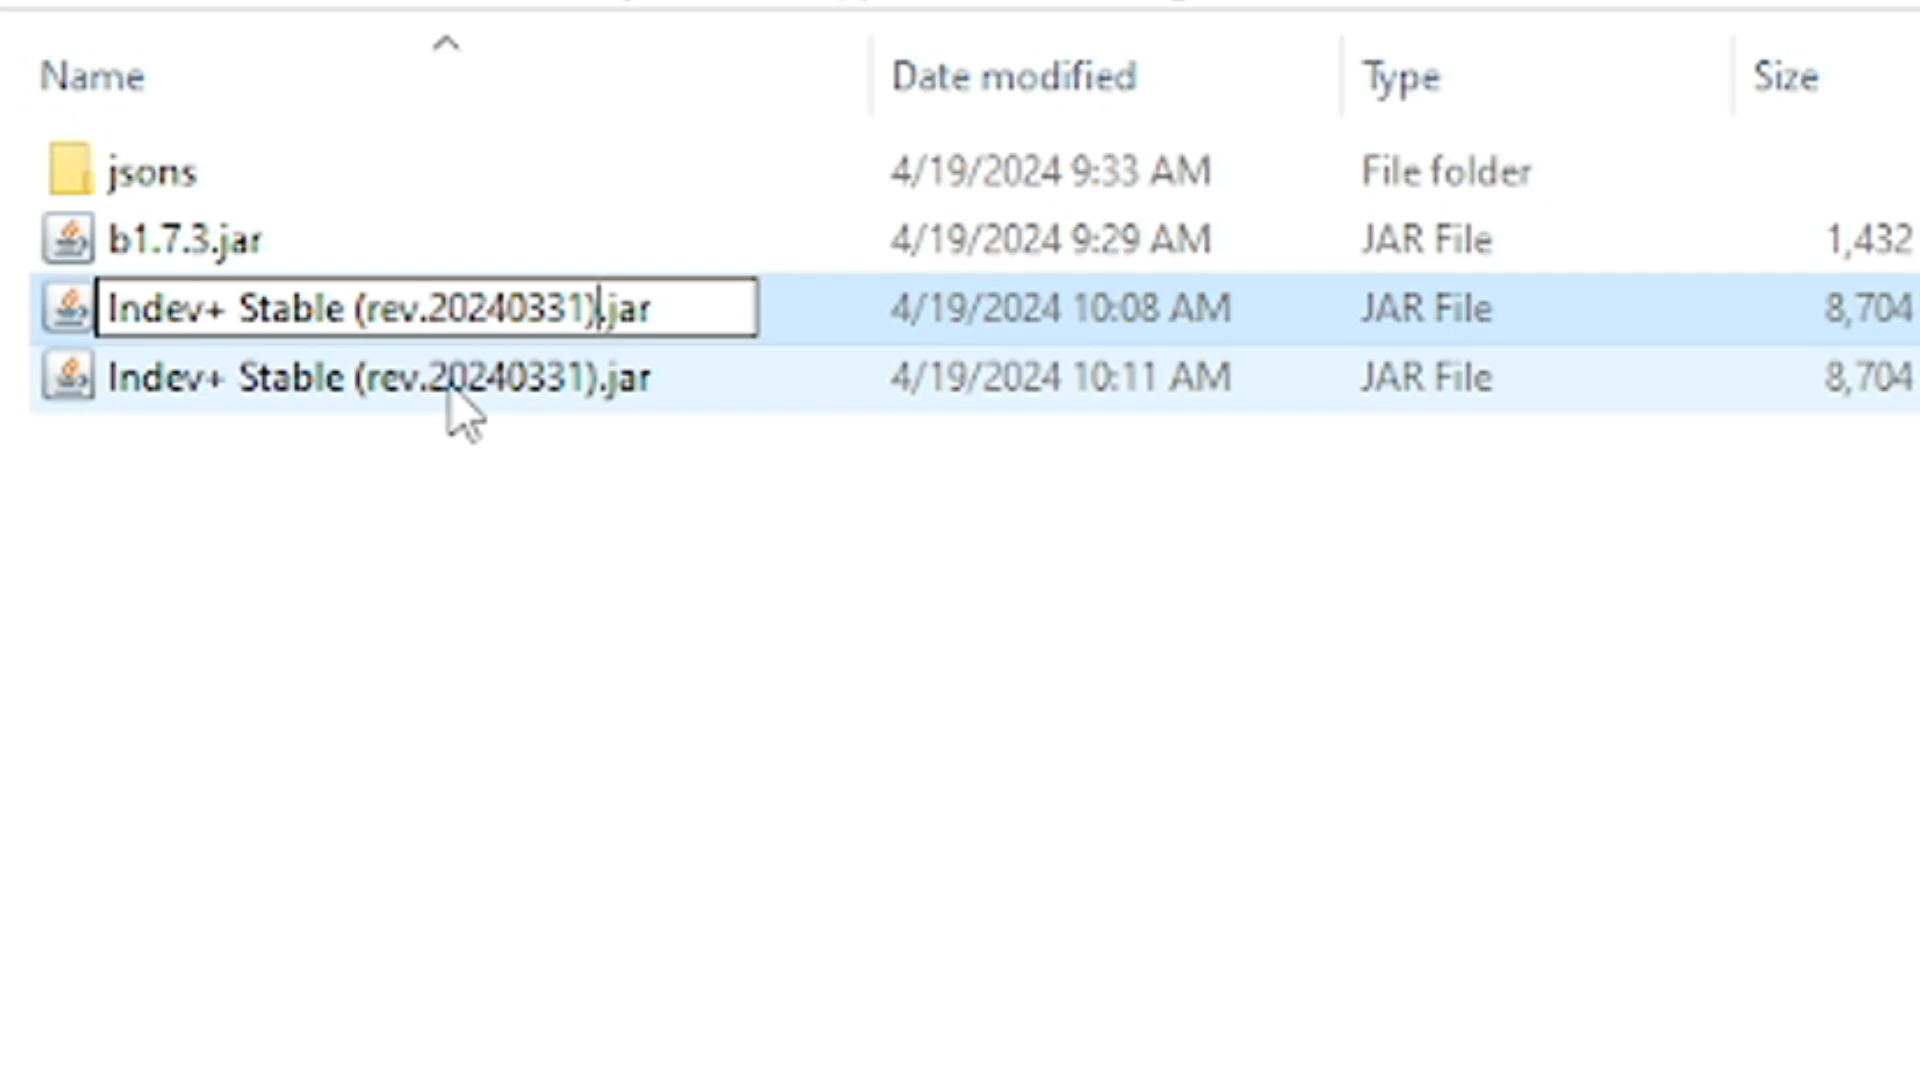 Name Date modified Type Size
jsons 4/19/2024 9:33 AM File folder
b1.7.3.jar 4/19/2024 9:29 AM JAR File 1,432
Indev+ Stable (rev.20240331).jar 4/19/2024 10:08 AM JAR File 8,704
Indev+ Stable (rev.20240331).jar 4/19/2024 10:11 AM JAR File 8,704